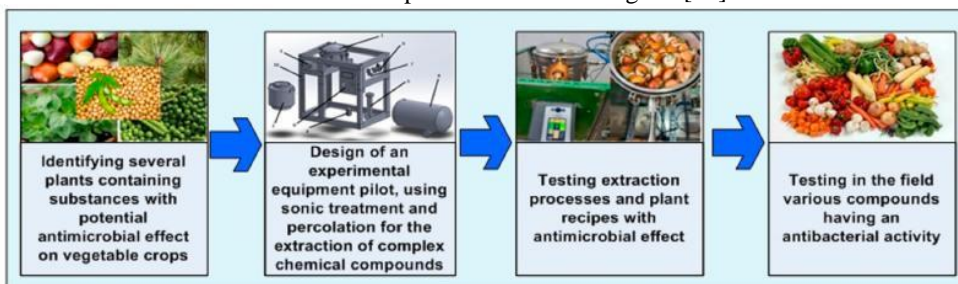 Identifying several
plants containing
substances with
potential
antimicrobial effect
on vegetable crops
Design of an
experimental
equipment pilot, using
sonic treatment and
percolation for the
extraction of complex
chemical compounds
Testing extraction
processes and plant
recipes with
antimicrobial effect
Testing in the field
various compounds
having an
antibacterial activity